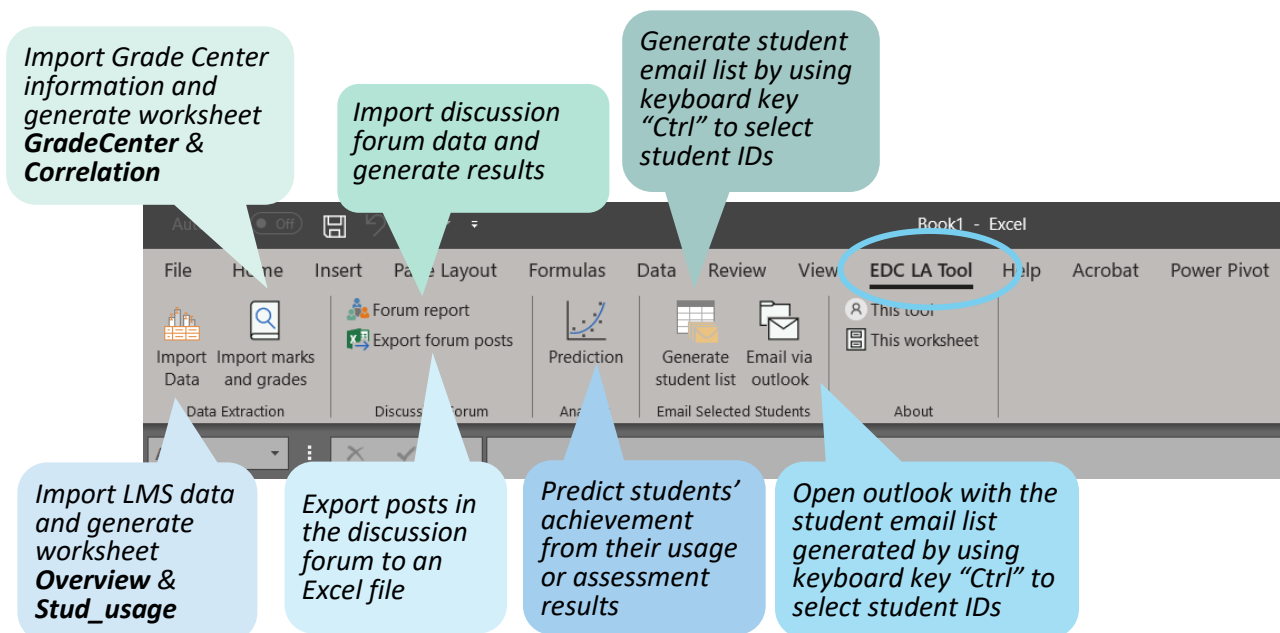 Import Grade Center
information and
generate worksheet
GradeCenter &
Correlation
Import discussion
forum data and
generate results
Generate student
email list by using
keyboard key
“Ctrl” to select
student IDs
Off
Book1 - Excel
File Home Insert Layout Formulas Data Review View EDC LA Tool Help Acrobat Power Pivot
Import
Data
Import marks
and grades
Data Extraction
Forum report
Export forum posts
Forum
Prediction
Generate
student list
Email via
outlook
Email Selected Students
This tool
This worksheet
About
Import LMS data
and generate
worksheet
Overview &
Stud_usage
Export posts in
the discussion
forum to an
Excel file
Predict students’
achievement
from their usage
or assessment
results
Open outlook with the
student email list
generated by using
keyboard key “Ctrl” to
select student IDs